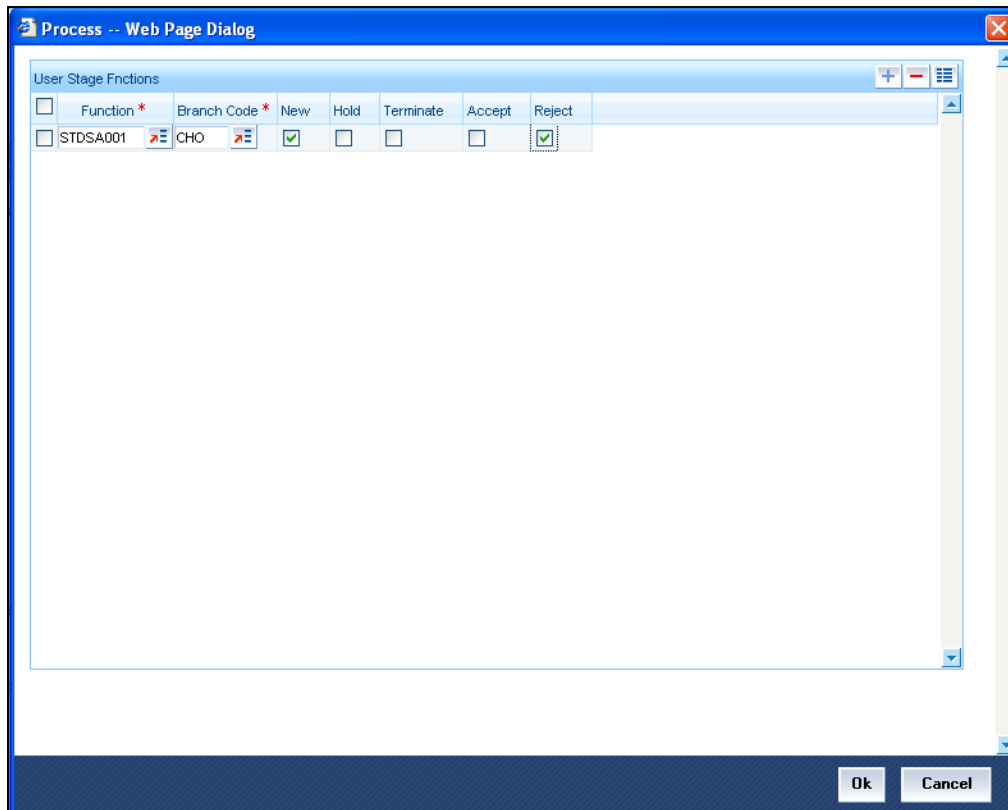 Process -- Web Page Dialog
User Stage Fnctions
Function * Branch Code * New Hold Terminate Accept Reject
STDSA001 CHO
Ok Cancel